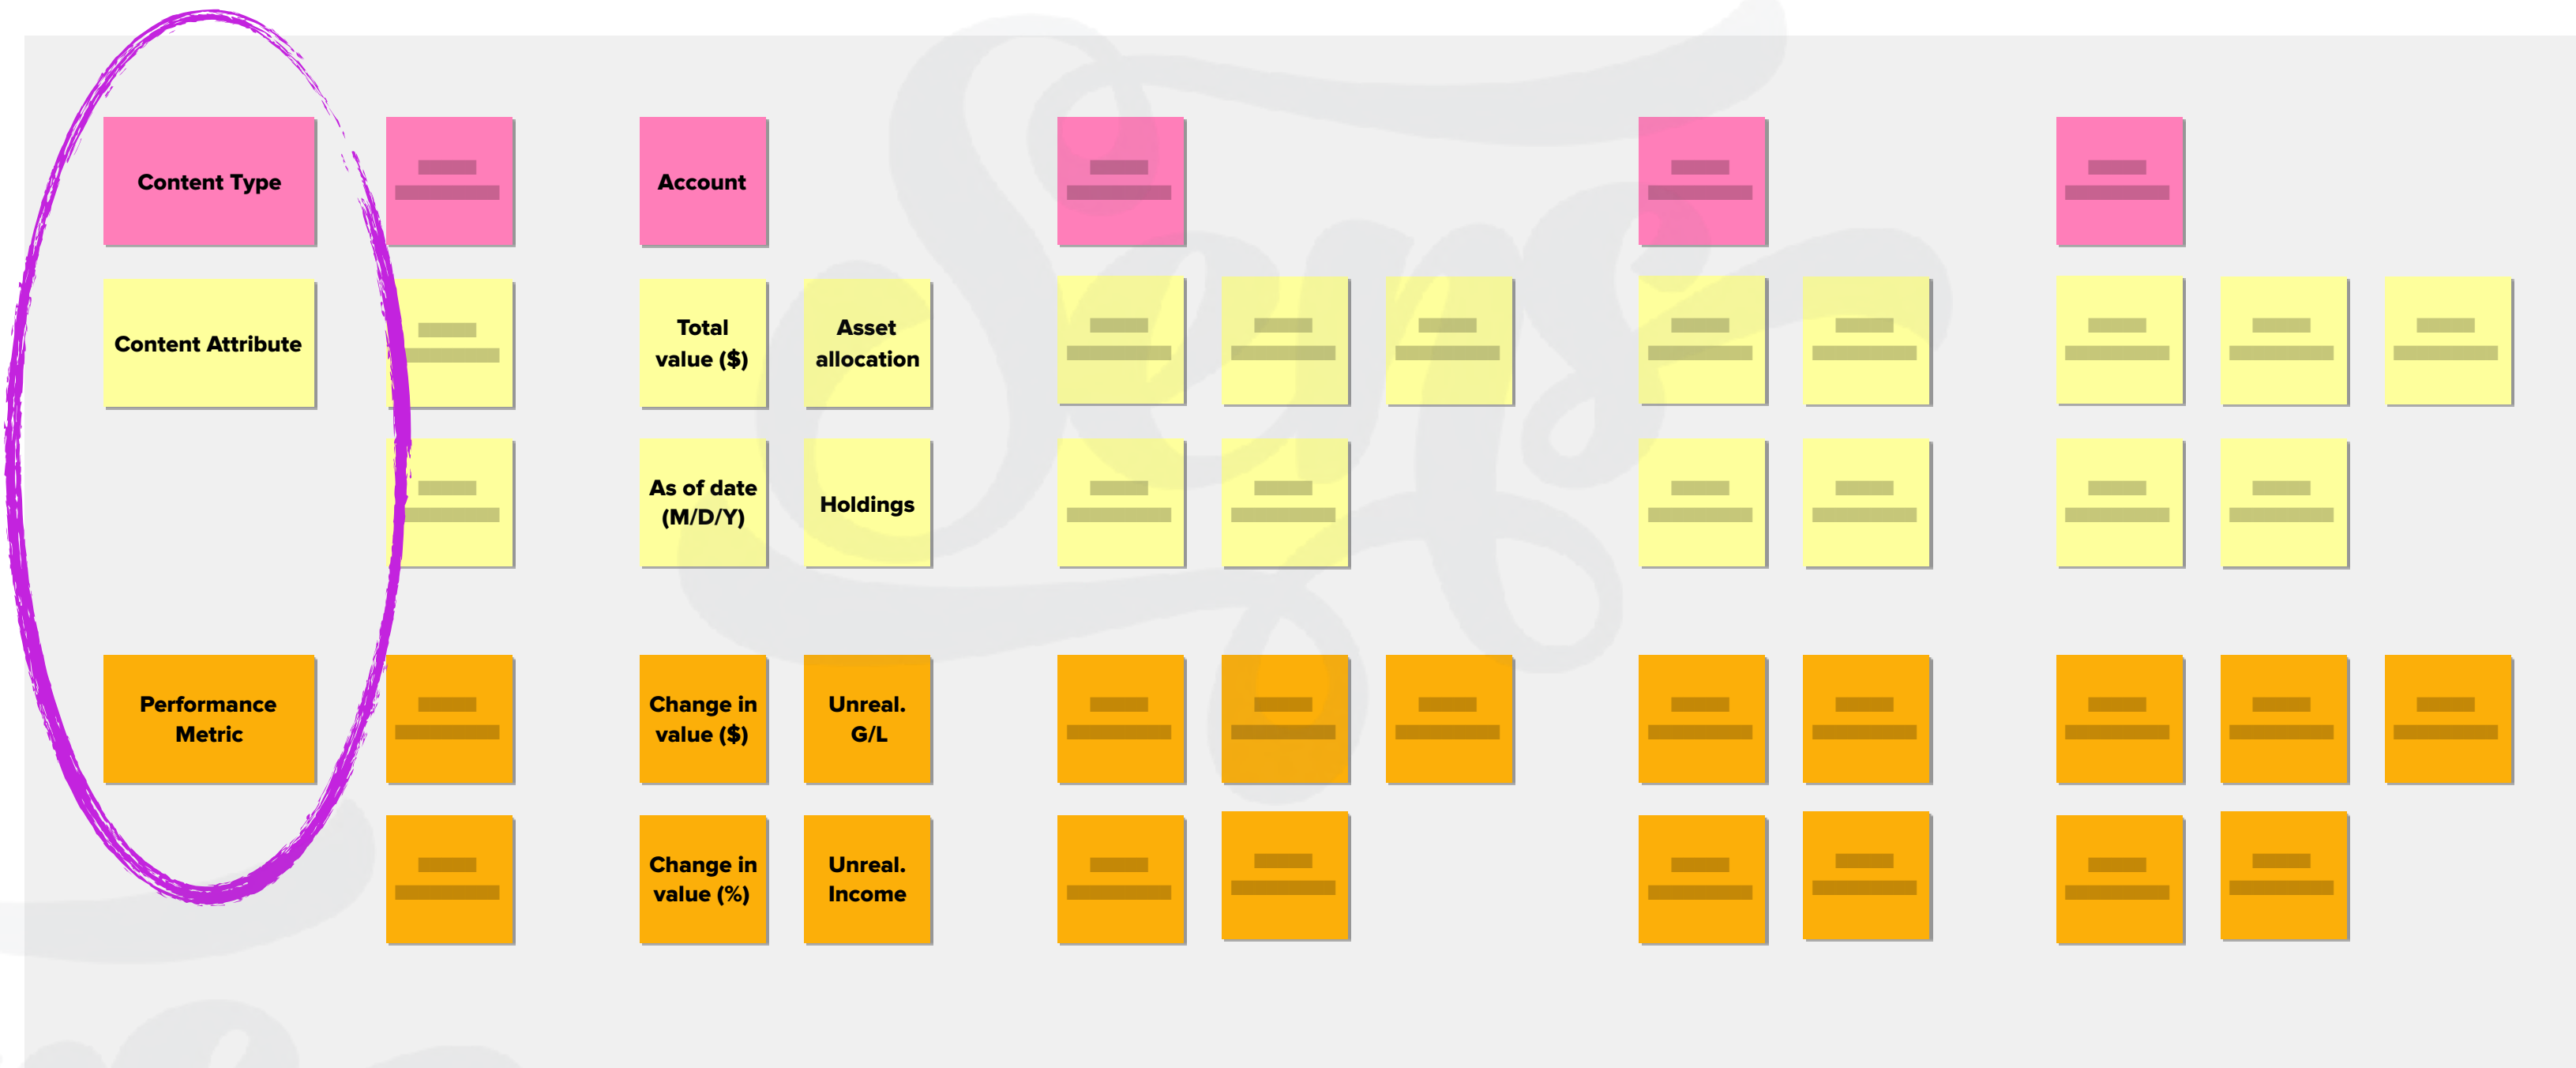 Content Type
Account
Content Attribute
Total
value ($)
Asset
allocation
As of date
(M/D/Y)
Holdings
Performance
Metric
Change in
value ($)
Unreal.
G/L
Change in
value (%)
Unreal.
Income
Sens